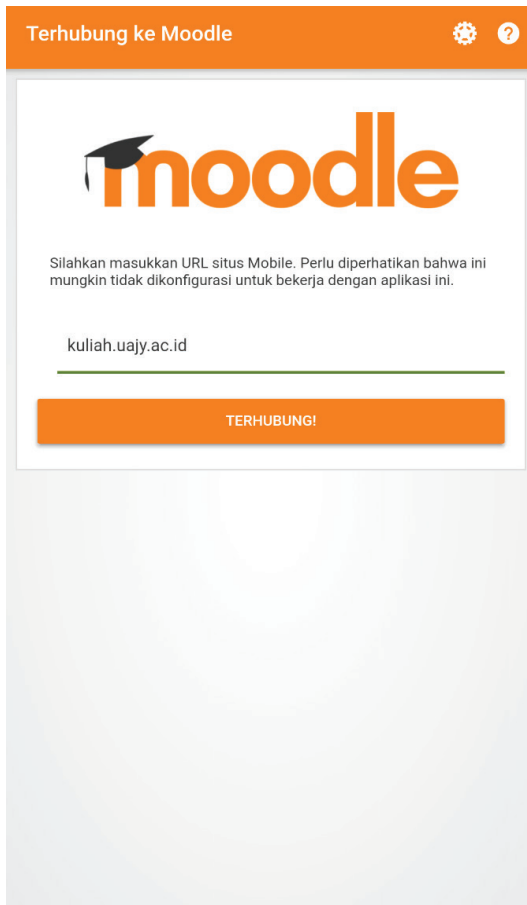 Terhubung ke Moodle
moodle
Silahkan masukkan URL situs Mobile. Perlu diperhatikan bahwa ini
mungkin tidak dikonfigurasi untuk bekerja dengan aplikasi ini.
kuliah.uajy.ac.id
TERHUBUNG!